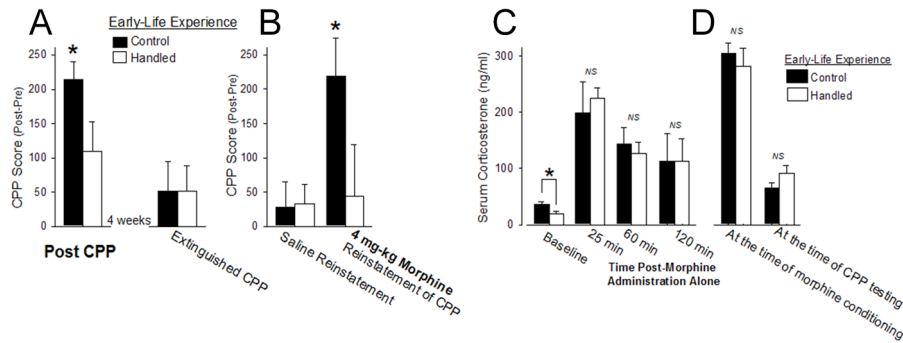 A
Early-Life Experience
Control
Handled
*
CPP Score (Post-Pre)
250
200
150
100
50
0
4 weeks
Post CPP
Extinguished CPP
B
*
CPP Score (Post-Pre)
250
200
150
100
50
0
Saline Reinstatement
4 mg-kg Morphine
Reinstatement of CPP
C
Serum Corticosterone (ng/ml)
300
200
100
0
*
NS
NS
NS
Baseline
25 min
60 min
120 min
Time Post-Morphine
Administration Alone
D
NS
NS
Early-Life Experience
Control
Handled
At the time of morphine conditioning
At the time of CPP testing